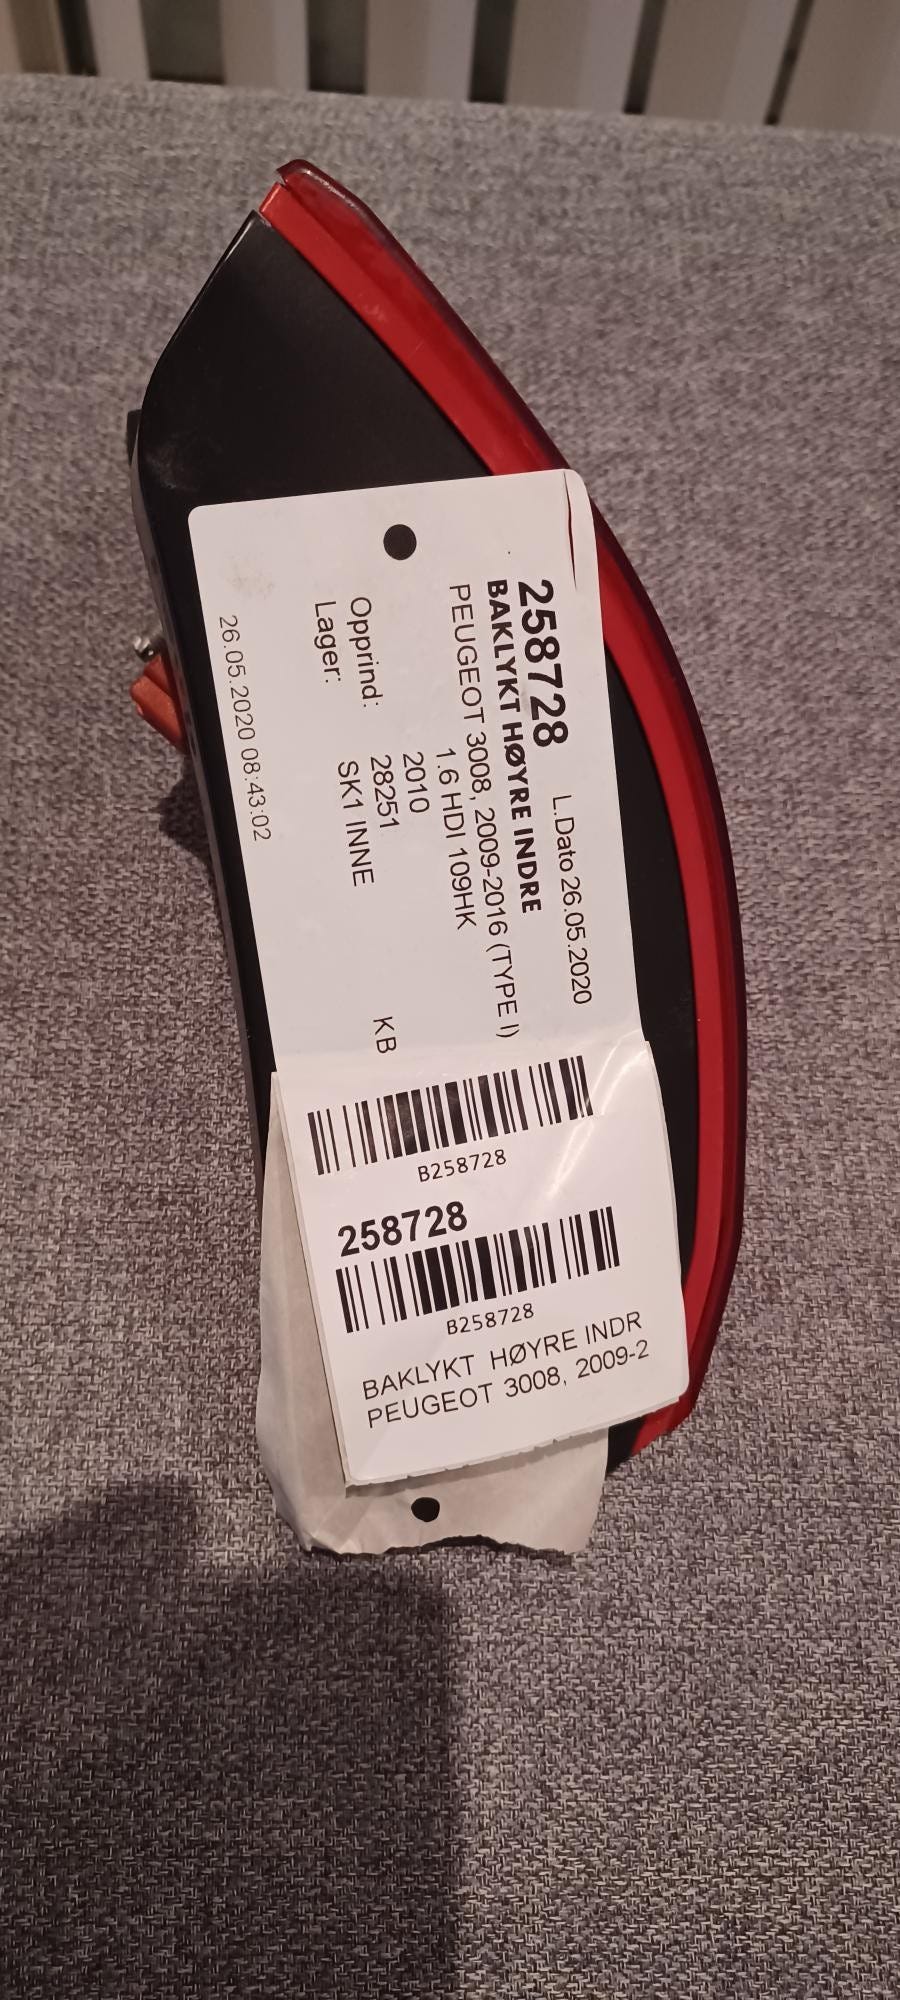 258728 L.Dato 26.05.2020
BAKLYKT HØYRE INDRE
PEUGEOT 3008, 2009-2016 (TYPE I)
1.6 HDI 109HK
2010
Opprind: 28251 KB
Lager: SK1 INNE
26.05.2020 08:43:02
B258728
258728
B258728
BAKLYKT HØYRE INDR
PEUGEOT 3008, 2009-2